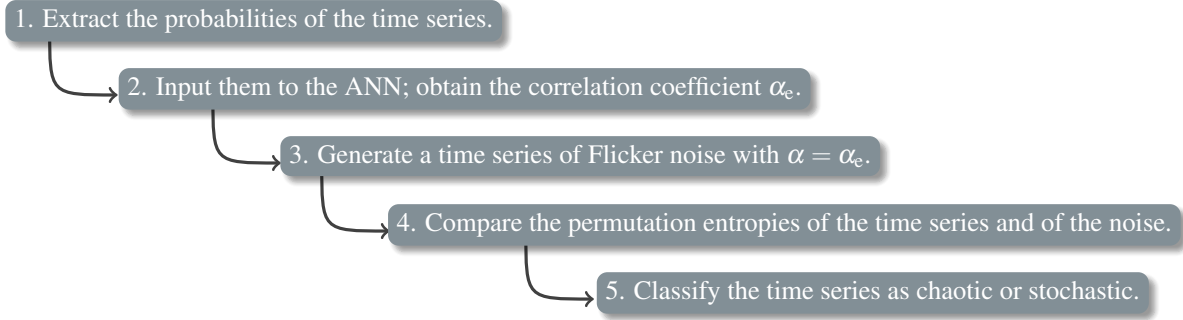 1. Extract the probabilities of the time series.
2. Input them to the ANN; obtain the correlation coefficient αₑ.
3. Generate a time series of Flicker noise with α = αₑ.
4. Compare the permutation entropies of the time series and of the noise.
5. Classify the time series as chaotic or stochastic.